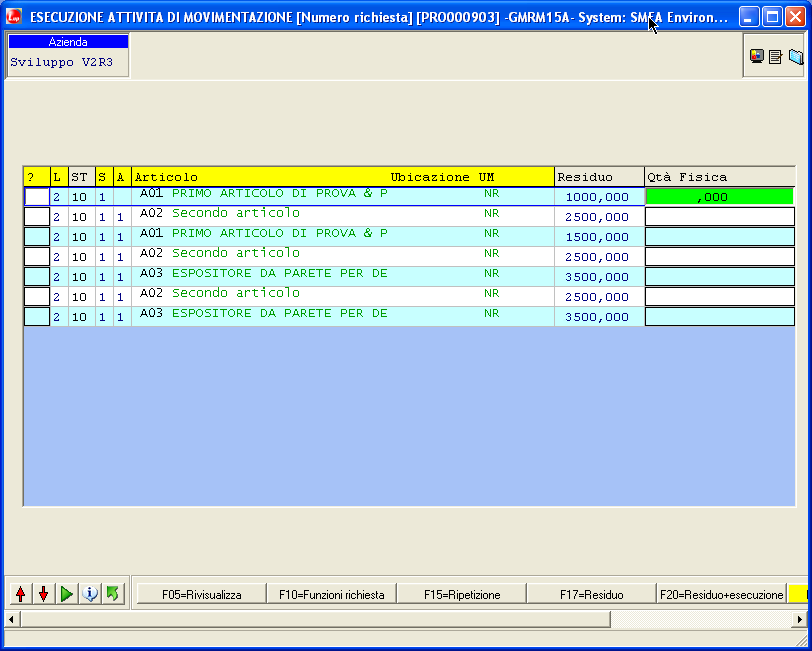 ESECUZIONE ATTIVITA DI MOVIMENTAZIONE [Numero richiesta] [PRO000903] -GMRM15A- System: SMEA Environ...
Azienda
Sviluppo V2R3
? L ST S A Articolo Ubicazione UM Residuo Qtà Fisica
2 10 1 A01 PRIMO ARTICOLO DI PROVA & P NR 1000,000 ,000
2 10 1 1 A02 Secondo articolo NR 2500,000
2 10 1 1 A01 PRIMO ARTICOLO DI PROVA & P NR 1500,000
2 10 1 1 A02 Secondo articolo NR 2500,000
2 10 1 1 A03 ESPOSITORE DA PARETE PER DE NR 3500,000
2 10 1 1 A02 Secondo articolo NR 2500,000
2 10 1 1 A03 ESPOSITORE DA PARETE PER DE NR 3500,000
F05=Rivisualizza F10=Funzioni richiesta F15=Ripetizione F17=Residuo F20=Residuo+esecuzione